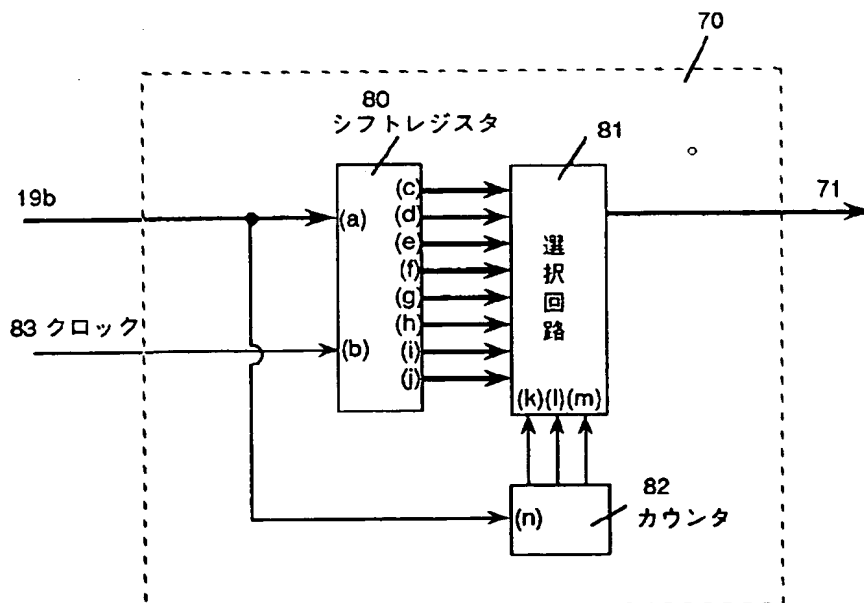 70
80
シフトレジスタ
81
19b
(a)
(c)
(d)
(e)
(f)
(g)
(h)
(i)
(j)
選択回路
71
83 クロック
(b)
(k)(l)(m)
82
カウンタ
(n)